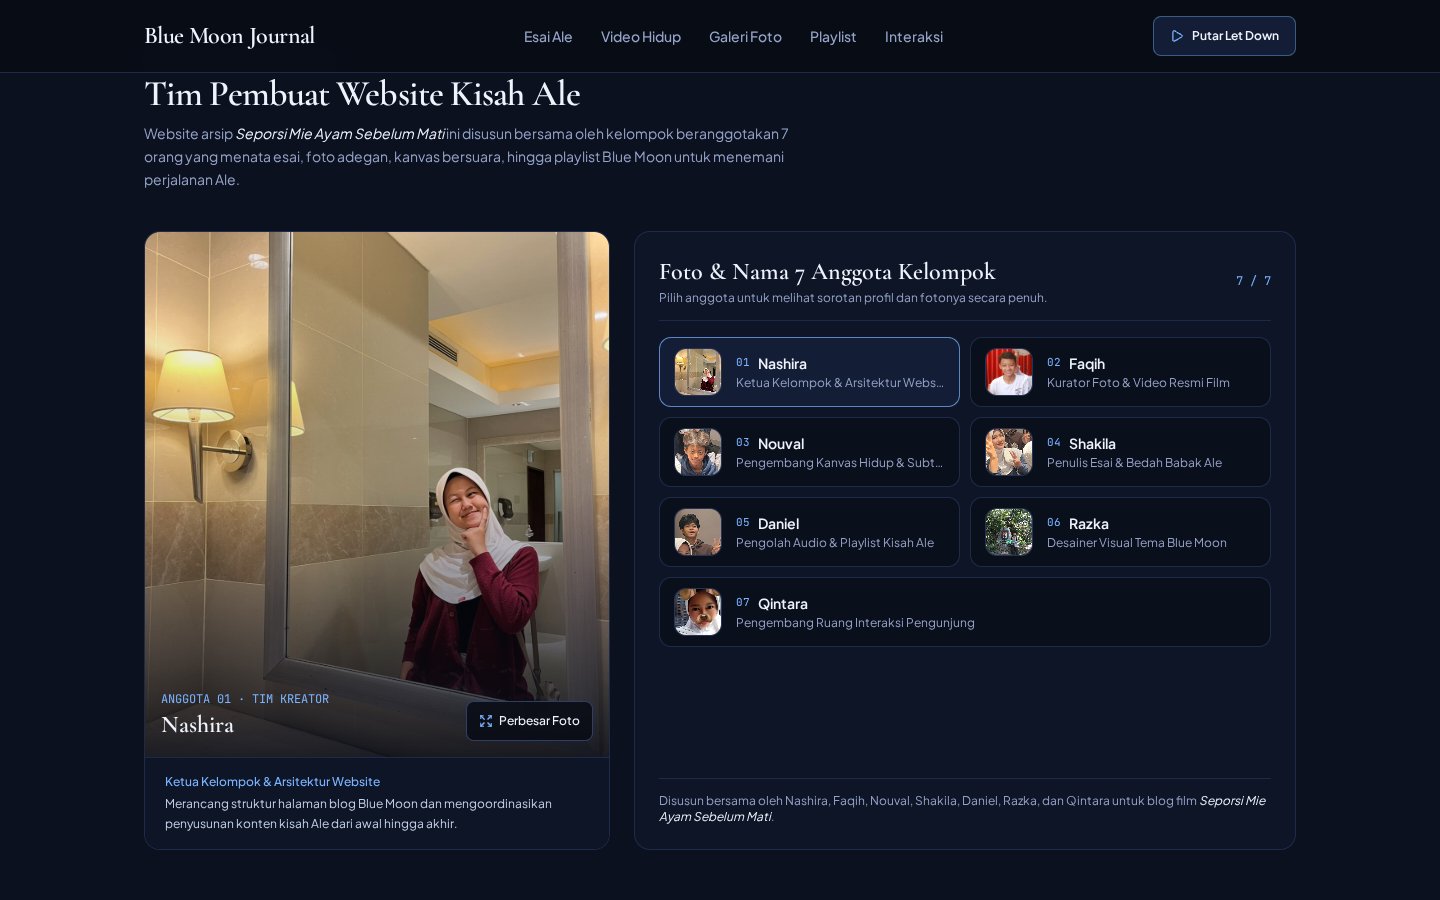 Blue Moon Journal
Esai Ale
Video Hidup
Galeri Foto
Playlist
Interaksi
Putar Let Down
Tim Pembuat Website Kisah Ale
Website arsip Seporsi Mie Ayam Sebelum Mati ini disusun bersama oleh kelompok beranggotakan 7
orang yang menata esai, foto adegan, kanvas bersuara, hingga playlist Blue Moon untuk menemani
perjalanan Ale.
ANGGOTA 01 · TIM KREATOR
Nashira
Perbesar Foto
Ketua Kelompok & Arsitektur Website
Merancang struktur halaman blog Blue Moon dan mengoordinasikan
penyusunan konten kisah Ale dari awal hingga akhir.
Foto & Nama 7 Anggota Kelompok
Pilih anggota untuk melihat sorotan profil dan fotonya secara penuh.
7 / 7
01 Nashira
Ketua Kelompok & Arsitektur Webs...
02 Faqih
Kurator Foto & Video Resmi Film
03 Nouval
Pengembang Kanvas Hidup & Subt...
04 Shakila
Penulis Esai & Bedah Babak Ale
05 Daniel
Pengolah Audio & Playlist Kisah Ale
06 Razka
Desainer Visual Tema Blue Moon
07 Qintara
Pengembang Ruang Interaksi Pengunjung
Disusun bersama oleh Nashira, Faqih, Nouval, Shakila, Daniel, Razka, dan Qintara untuk blog film Seporsi Mie
Ayam Sebelum Mati.